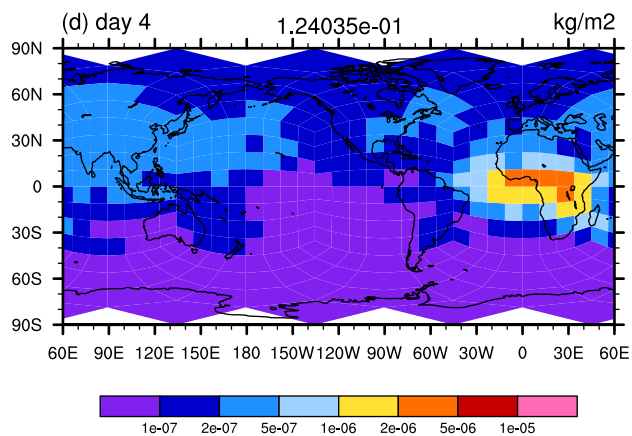 (d) day 4 1.24035e-01 kg/m2
90N
60N
30N
0
30S
60S
90S
60E 90E 120E 150E 180 150W 120W 90W 60W 30W 0 30E 60E
1e-07 2e-07 5e-07 1e-06 2e-06 5e-06 1e-05